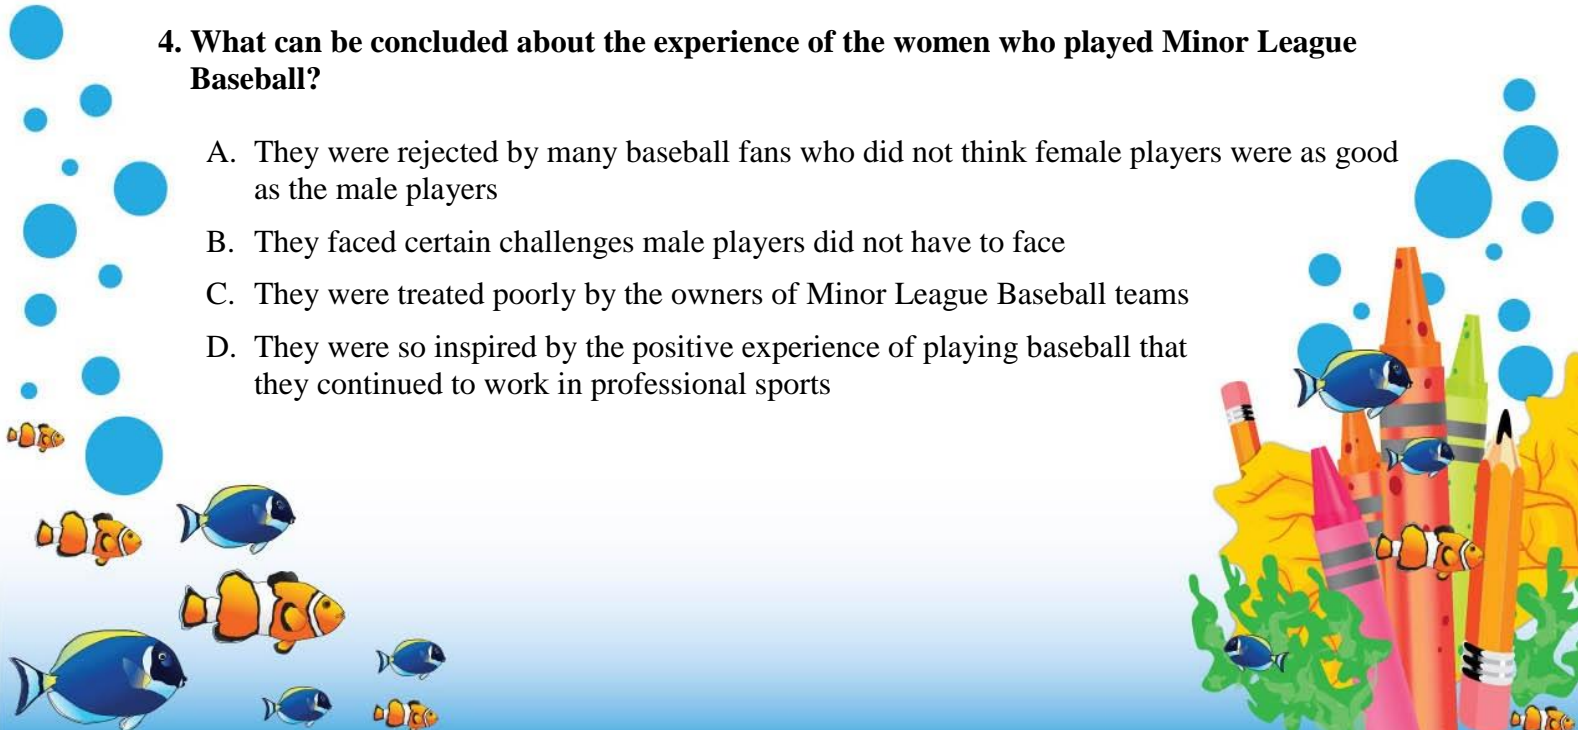 4. What can be concluded about the experience of the women who played Minor League
Baseball?
A. They were rejected by many baseball fans who did not think female players were as good
as the male players
B. They faced certain challenges male players did not have to face
C. They were treated poorly by the owners of Minor League Baseball teams
D. They were so inspired by the positive experience of playing baseball that
they continued to work in professional sports